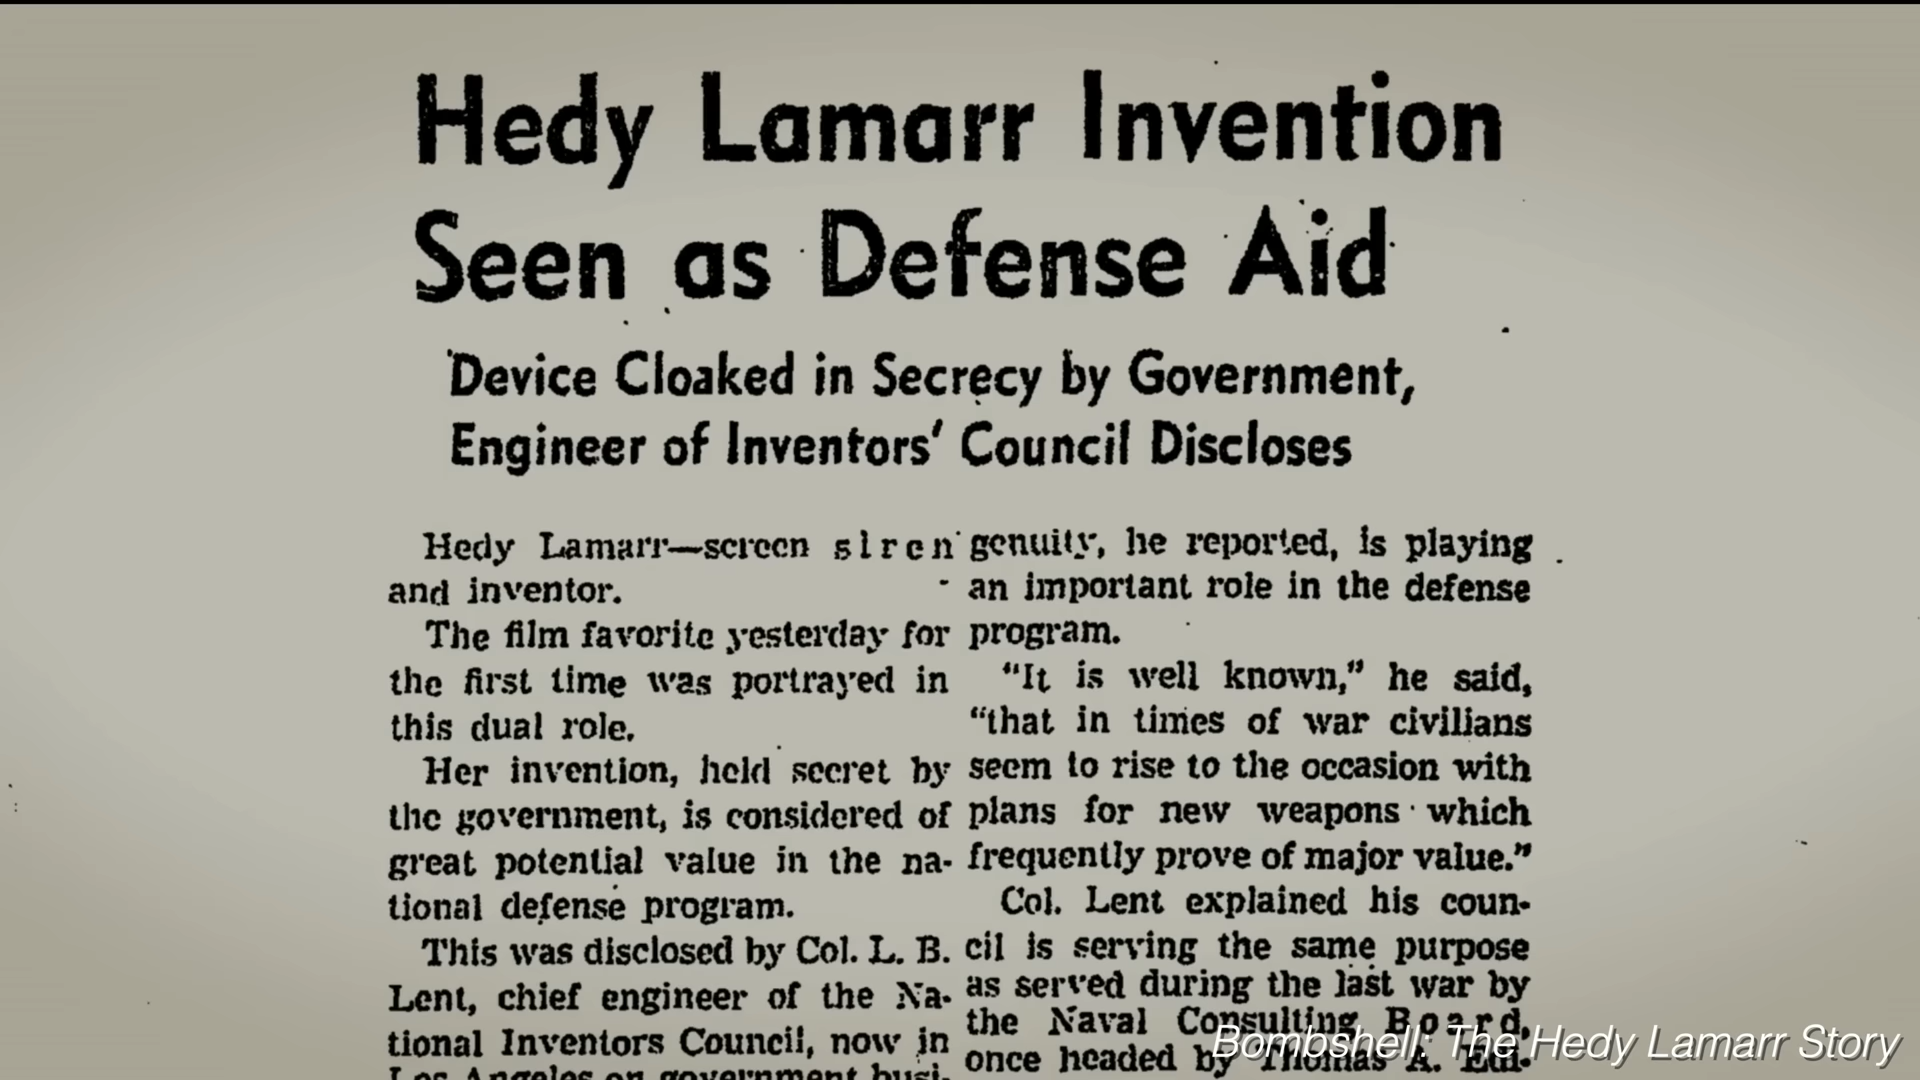 Hedy Lamarr Invention
Seen as Defense Aid
Device Cloaked in Secrecy by Government,
Engineer of Inventors' Council Discloses
Hedy Lamarr—screen siren
and inventor.
The film favorite yesterday for
the first time was portrayed in
this dual role.
Her invention, held secret by
the government, is considered of
great potential value in the na-
tional defense program.
This was disclosed by Col. L. B.
Lent, chief engineer of the Na-
tional Inventors Council, now in
Los Angeles on government busi-
genuity, he reported, is playing
an important role in the defense
program.
"It is well known," he said,
"that in times of war civilians
seem to rise to the occasion with
plans for new weapons which
frequently prove of major value."
Col. Lent explained his coun-
cil is serving the same purpose
as served during the last war by
the Naval Consulting Board,
once headed by Thomas A. Edi-
Bombshell: The Hedy Lamarr Story